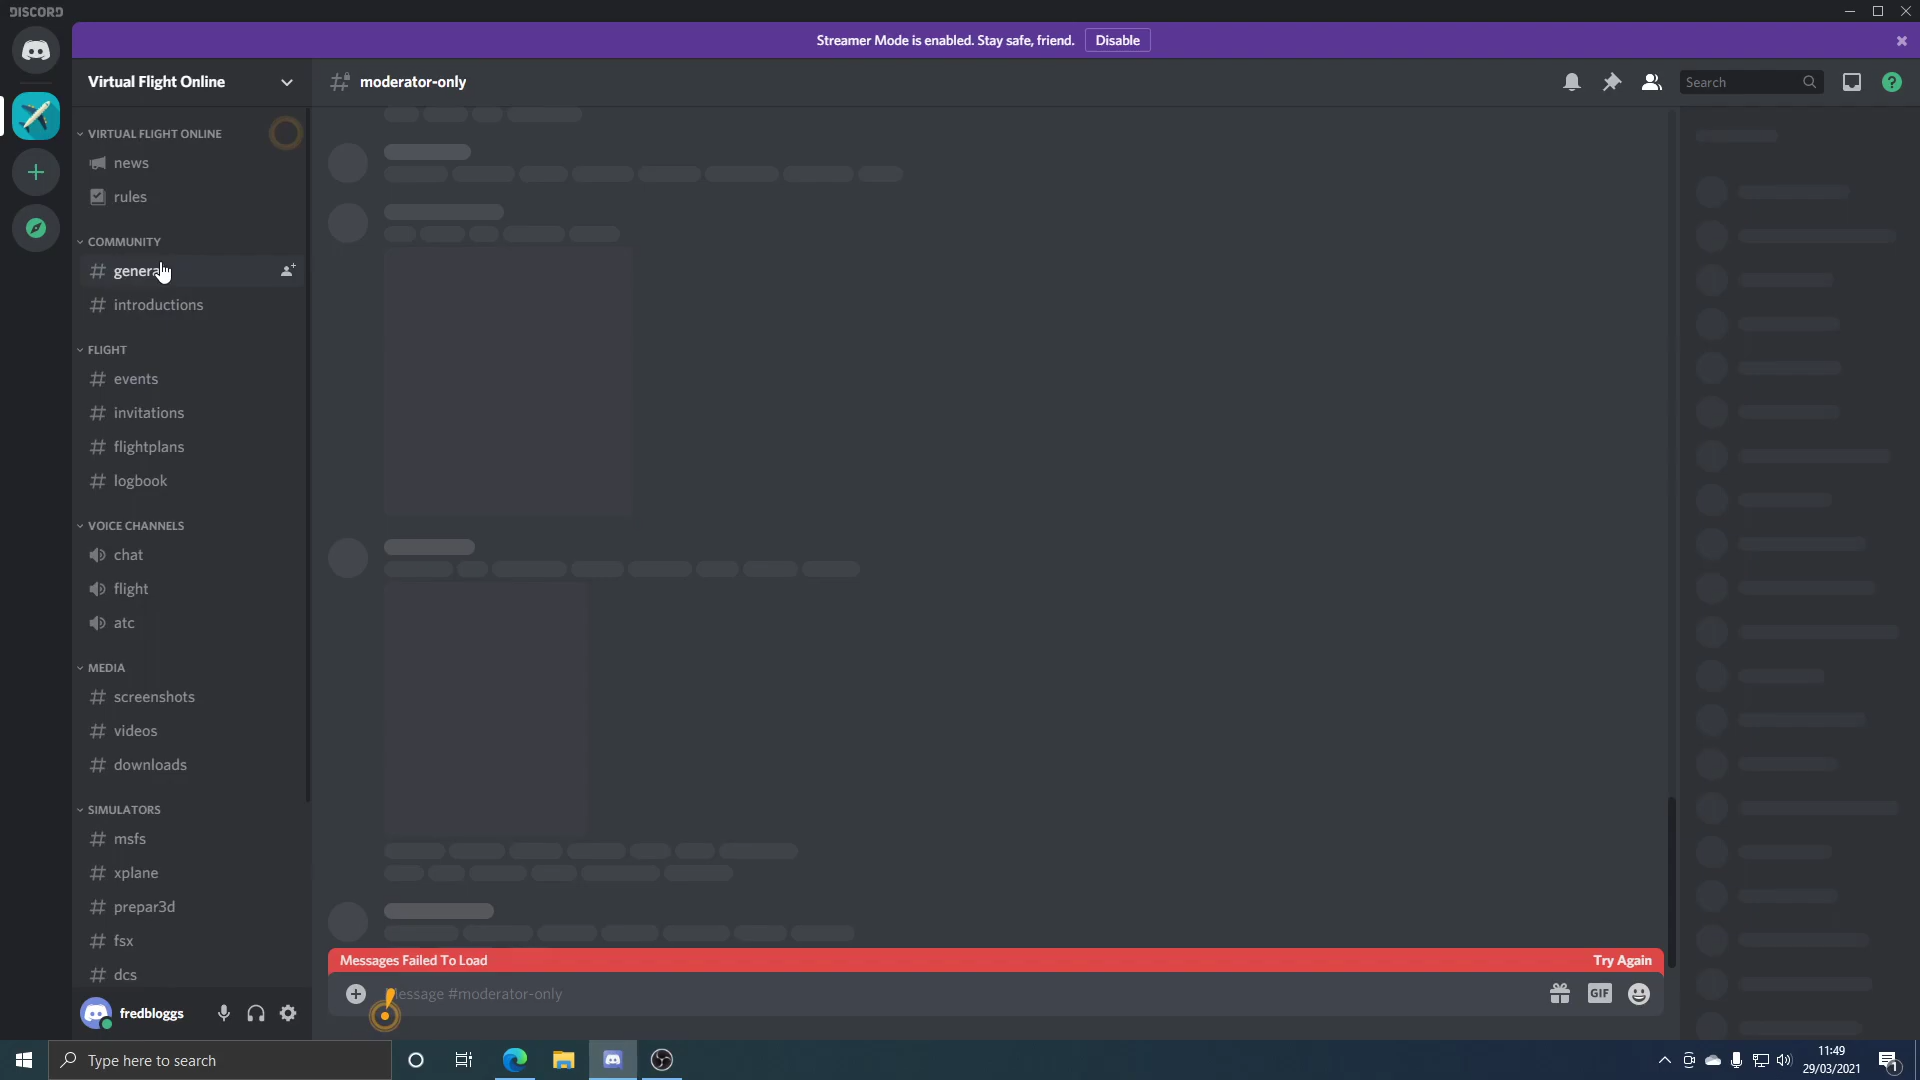 DISCORD
Streamer Mode is enabled. Stay safe, friend.
Disable
Virtual Flight Online
moderator-only
Search
VIRTUAL FLIGHT ONLINE
news
rules
COMMUNITY
general
introductions
FLIGHT
events
invitations
flightplans
logbook
VOICE CHANNELS
chat
flight
atc
MEDIA
screenshots
videos
downloads
SIMULATORS
msfs
xplane
prepar3d
fsx
dcs
Messages Failed To Load
Try Again
Message #moderator-only
GIF
fredbloggs
Type here to search
11:49
29/03/2021
1